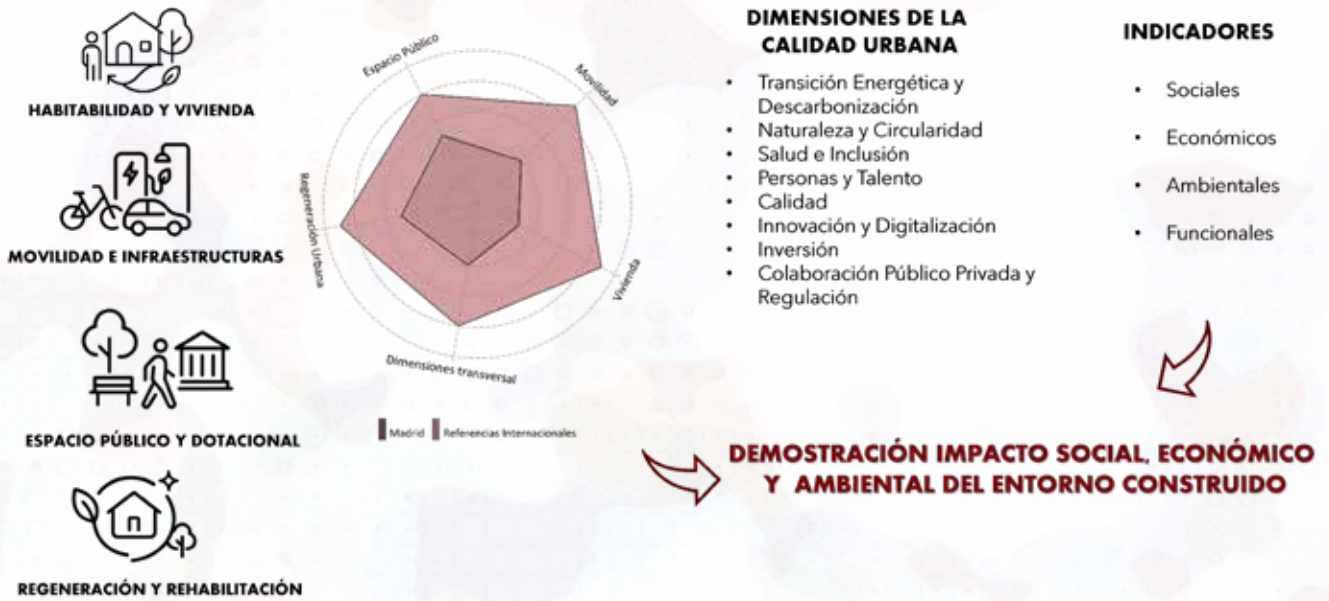 HABITABILIDAD Y VIVIENDA
MOVILIDAD E INFRAESTRUCTURAS
ESPACIO PÚBLICO Y DOTACIONAL
REGENERACIÓN Y REHABILITACIÓN
Espacio Público
Movilidad
Regeneración Urbana
Vivienda
Dimensiones transversal
Madrid
Referencias Internacionales
DIMENSIONES DE LA
CALIDAD URBANA
• Transición Energética y
Descarbonización
• Naturaleza y Circularidad
• Salud e Inclusión
• Personas y Talento
• Calidad
• Innovación y Digitalización
• Inversión
• Colaboración Público Privada y
Regulación
INDICADORES
• Sociales
• Económicos
• Ambientales
• Funcionales
DEMOSTRACIÓN IMPACTO SOCIAL, ECONÓMICO
Y AMBIENTAL DEL ENTORNO CONSTRUIDO